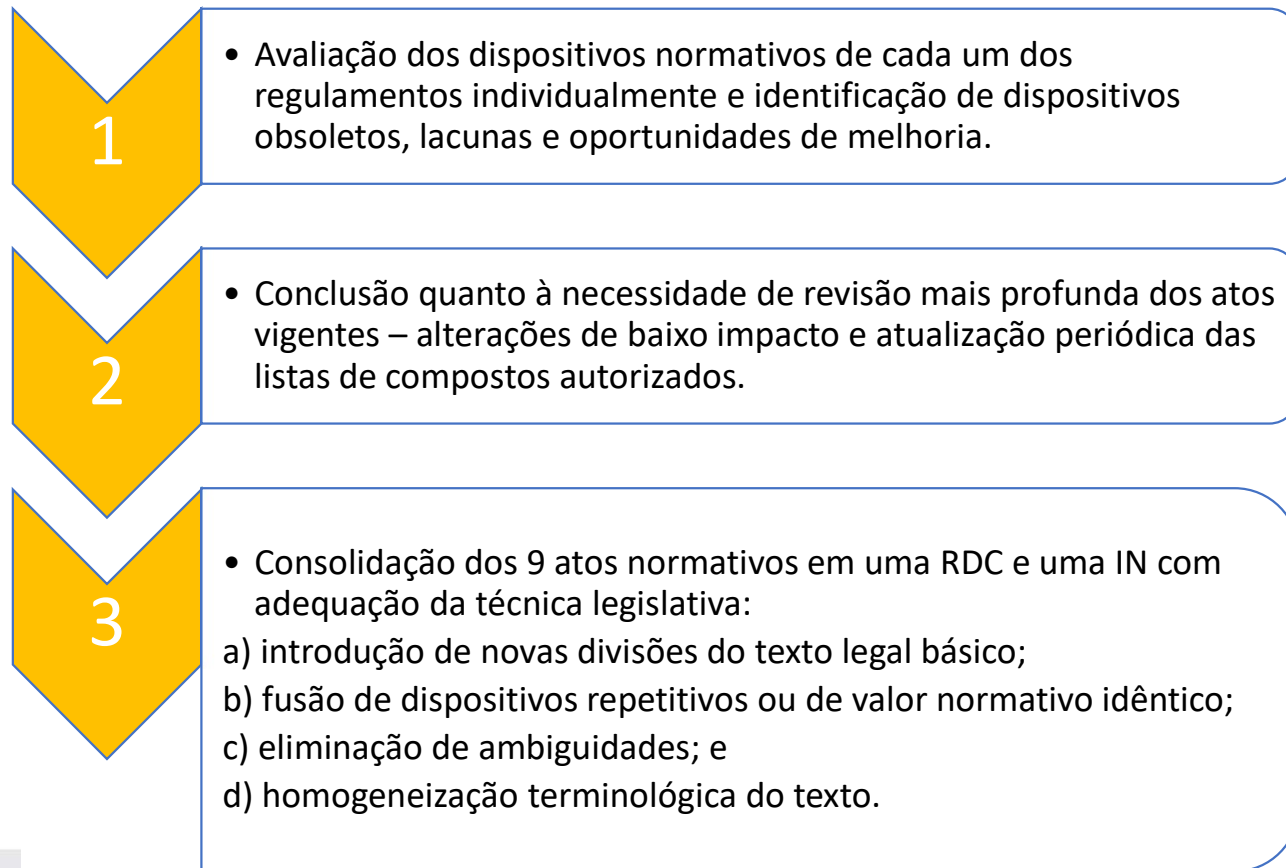 1
• Avaliação dos dispositivos normativos de cada um dos
regulamentos individualmente e identificação de dispositivos
obsoletos, lacunas e oportunidades de melhoria.
2
• Conclusão quanto à necessidade de revisão mais profunda dos atos
vigentes – alterações de baixo impacto e atualização periódica das
listas de compostos autorizados.
3
• Consolidação dos 9 atos normativos em uma RDC e uma IN com
adequação da técnica legislativa:
a) introdução de novas divisões do texto legal básico;
b) fusão de dispositivos repetitivos ou de valor normativo idêntico;
c) eliminação de ambiguidades; e
d) homogeneização terminológica do texto.